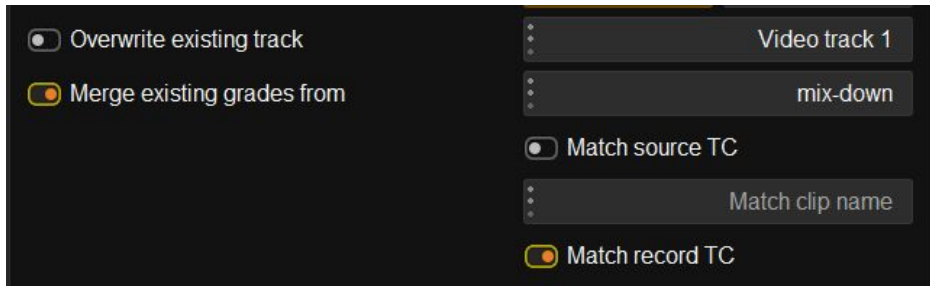 Overwrite existing track
Video track 1
Merge existing grades from
mix-down
Match source TC
Match clip name
Match record TC